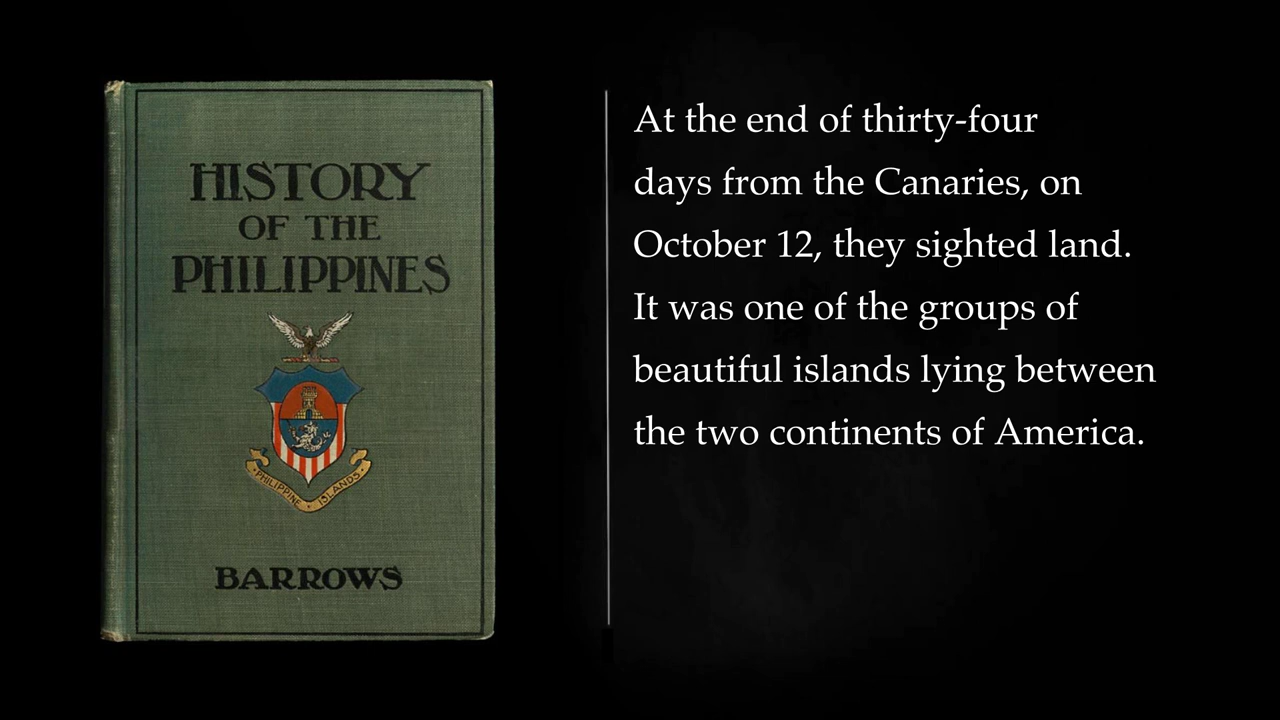 HISTORY
OF THE
PHILIPPINES
PHILIPPINE ISLANDS
BARROWS
At the end of thirty-four
days from the Canaries, on
October 12, they sighted land.
It was one of the groups of
beautiful islands lying between
the two continents of America.